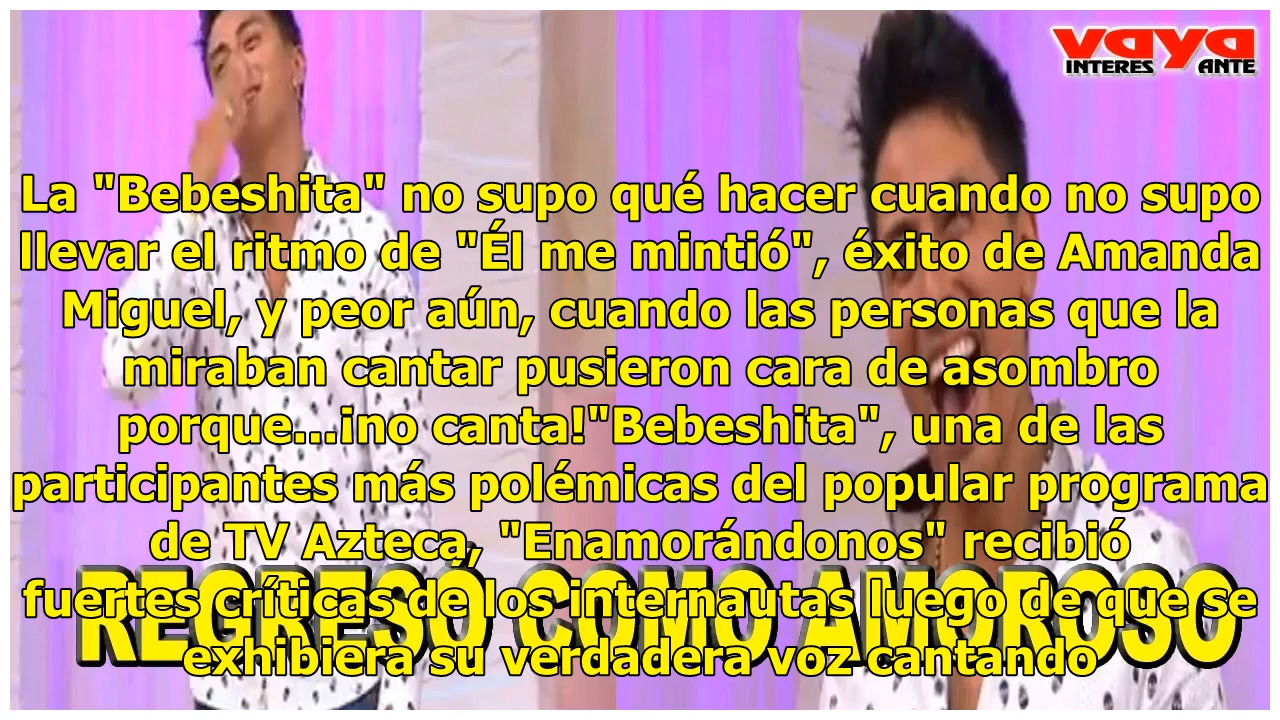 vaya
INTERES ANTE
La "Bebeshita" no supo qué hacer cuando no supo
llevar el ritmo de "Él me mintió", éxito de Amanda
Miguel, y peor aún, cuando las personas que la
miraban cantar pusieron cara de asombro
porque...¡no canta!"Bebeshita", una de las
participantes más polémicas del popular programa
de TV Azteca, "Enamorándonos" recibió
fuertes críticas de los internautas luego de que se
exhibiera su verdadera voz cantando
REGRESÓ COMO AMOROSO